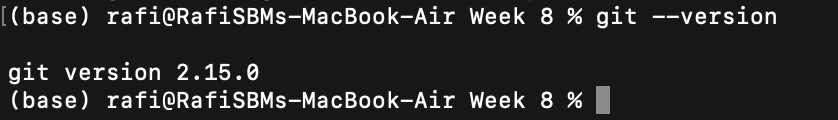 [(base) rafi@RafiSBMs-MacBook-Air Week 8 % git --version
git version 2.15.0
(base) rafi@RafiSBMs-MacBook-Air Week 8 %